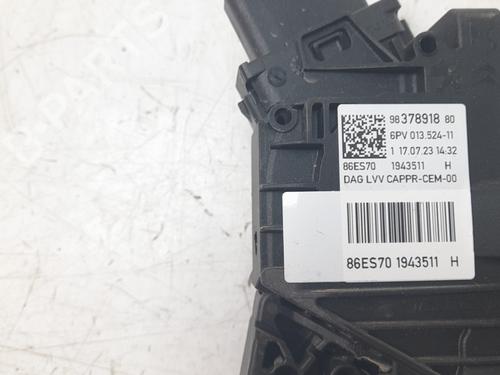 98 378918 80
6PV 013.524-11
1 17.07.23 14:32
86ES70 1943511 H
DAG LVV CAPPR-CEM-00
86ES70 1943511 H